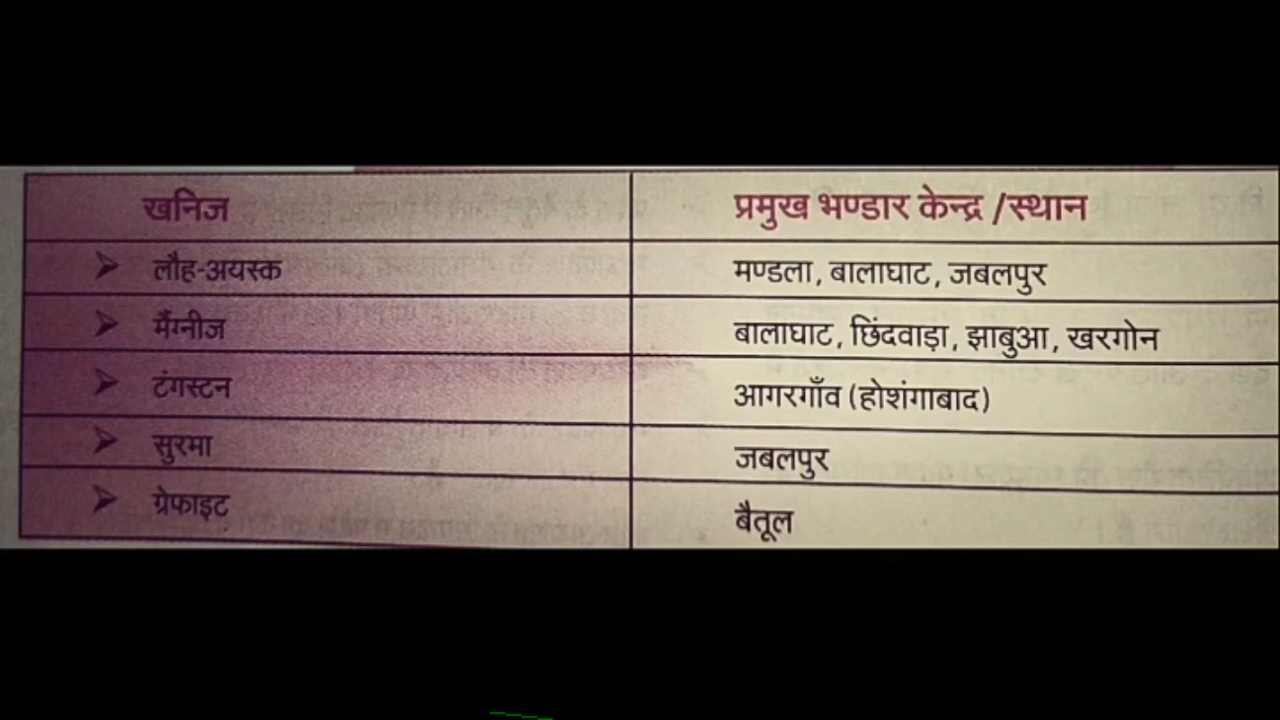 खनिज प्रमुख भण्डार केन्द्र /स्थान
➢ लौह-अयस्क मण्डला, बालाघाट, जबलपुर
➢ मैंग्नीज बालाघाट, छिंदवाड़ा, झाबुआ, खरगोन
➢ टंगस्टन आगरगाँव (होशंगाबाद)
➢ सुरमा जबलपुर
➢ ग्रेफाइट बैतूल